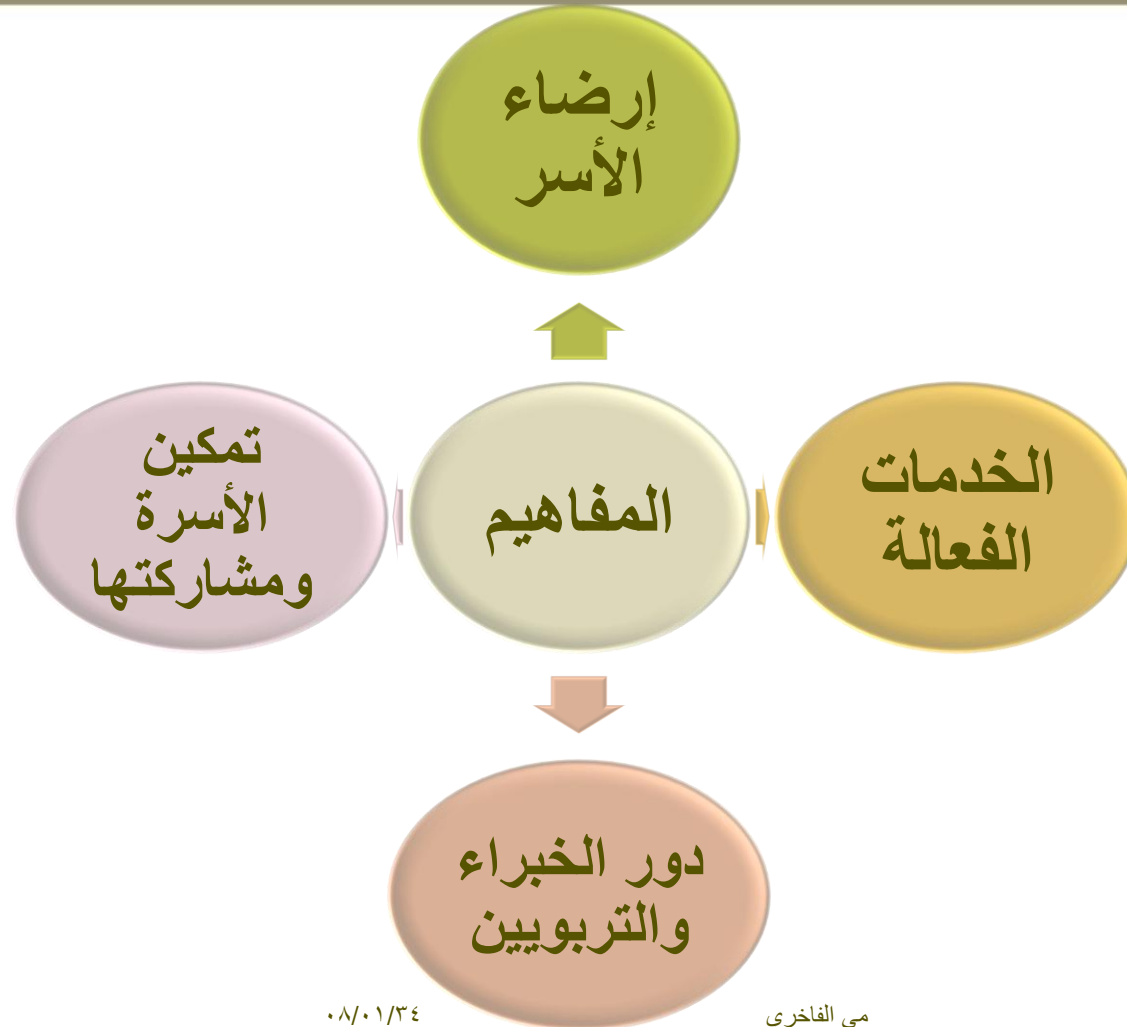 إرضاء
الأسر
الخدمات
الفعالة
المفاهيم
تمكين
الأسرة
ومشاركتها
دور الخبراء
والتربويين
مي الفاخري
٠٨/٠١/٣٤